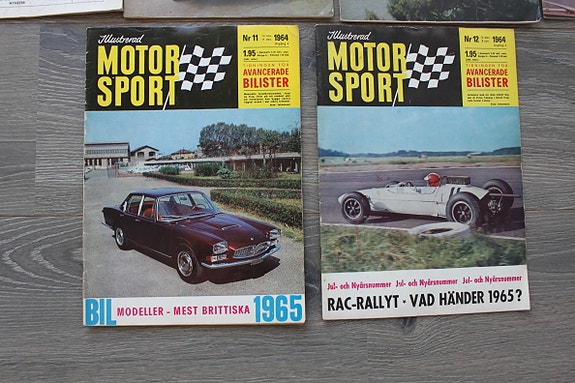 Illustrerad
MOTOR
SPORT
Nr 11
1964
1.95
TIDNINGEN FÖR
AVANCERADE
BILISTER
BIL MODELLER - MEST BRITTISKA 1965
Illustrerad
MOTOR
SPORT
Nr 12
1964
1.95
TIDNINGEN FÖR
AVANCERADE
BILISTER
Jul- och Nyårsnummer Jul- och Nyårsnummer Jul- och Nyårsnummer
RAC-RALLYT · VAD HÄNDER 1965?